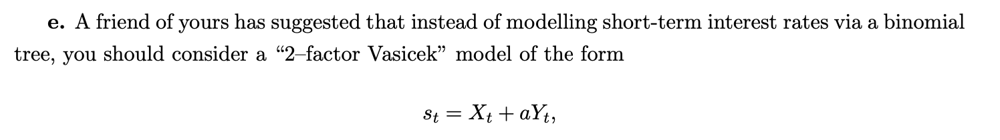 e. A friend of yours has suggested that instead of modelling short-term interest rates via a binomial
tree, you should consider a “2–factor Vasicek” model of the form
s_t = X_t + aY_t,